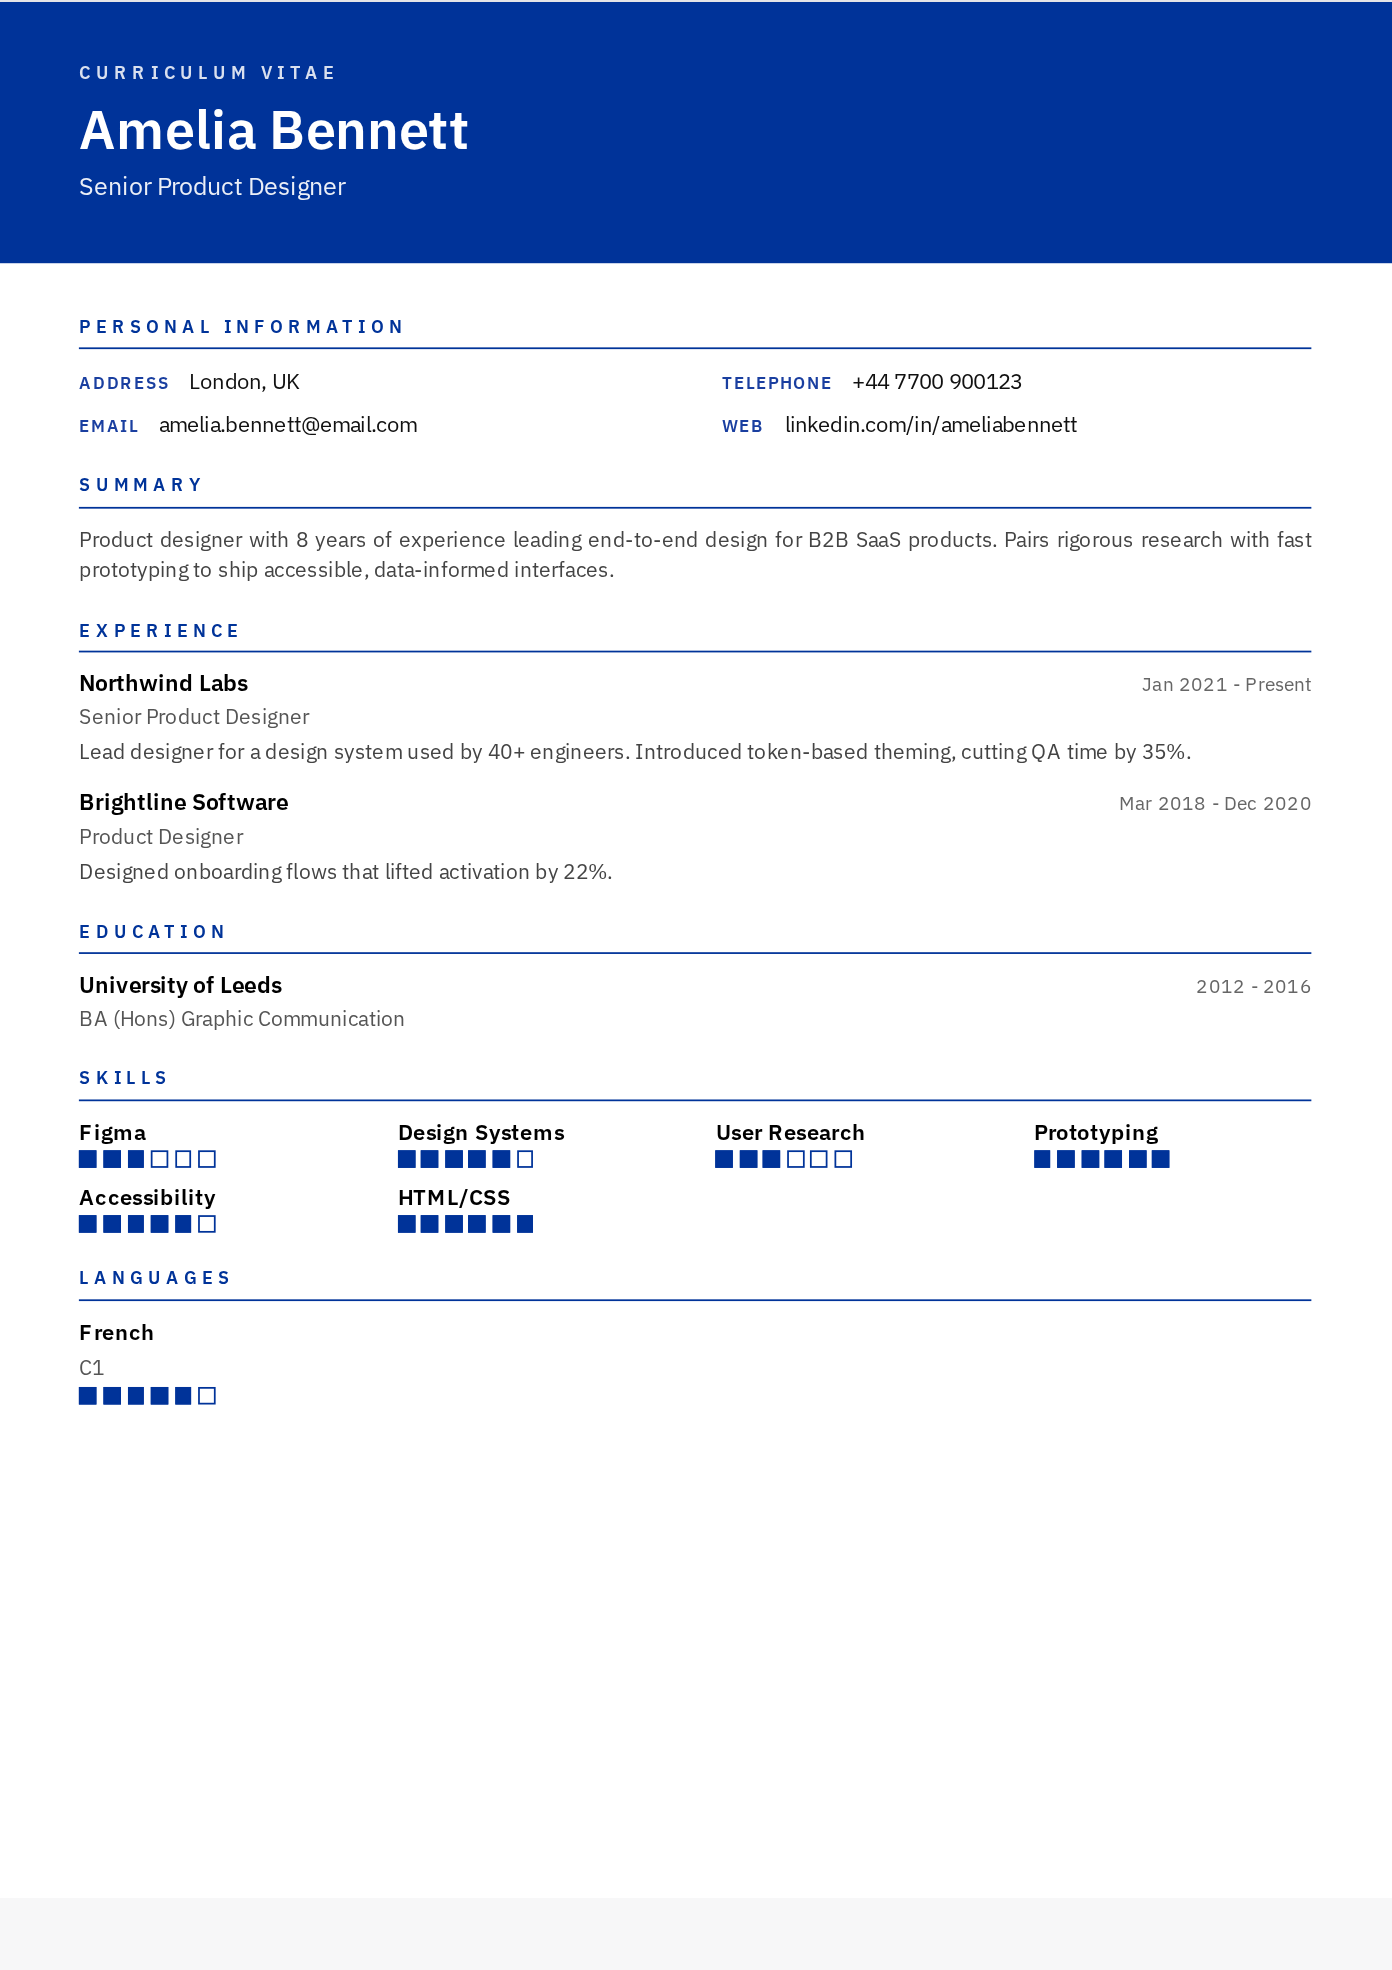 CURRICULUM VITAE
Amelia Bennett
Senior Product Designer
PERSONAL INFORMATION
ADDRESS London, UK
TELEPHONE +44 7700 900123
EMAIL amelia.bennett@email.com
WEB linkedin.com/in/ameliabennett
SUMMARY
Product designer with 8 years of experience leading end-to-end design for B2B SaaS products. Pairs rigorous research with fast
prototyping to ship accessible, data-informed interfaces.
EXPERIENCE
Northwind Labs Jan 2021 - Present
Senior Product Designer
Lead designer for a design system used by 40+ engineers. Introduced token-based theming, cutting QA time by 35%.
Brightline Software Mar 2018 - Dec 2020
Product Designer
Designed onboarding flows that lifted activation by 22%.
EDUCATION
University of Leeds 2012 - 2016
BA (Hons) Graphic Communication
SKILLS
Figma Design Systems User Research Prototyping
Accessibility HTML/CSS
LANGUAGES
French
C1